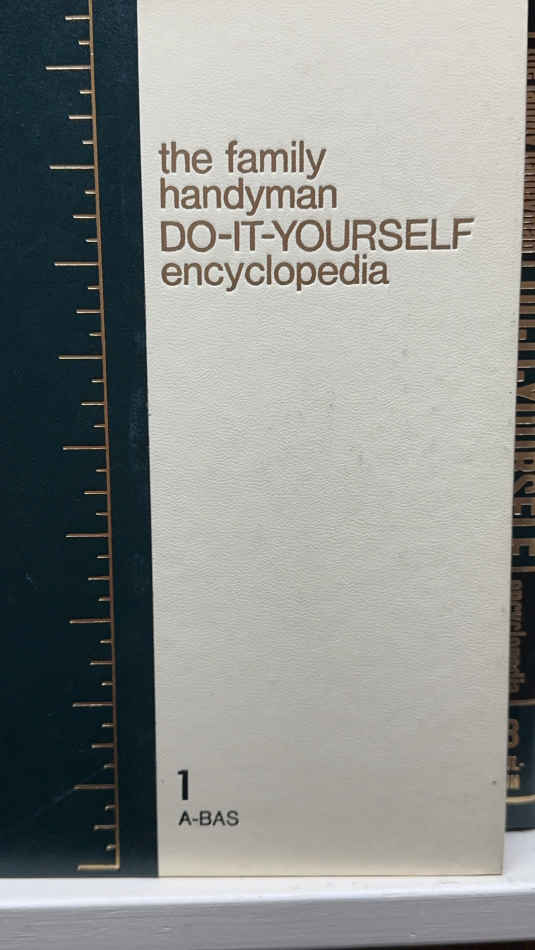 the family
handyman
DO-IT-YOURSELF
encyclopedia
1
A-BAS